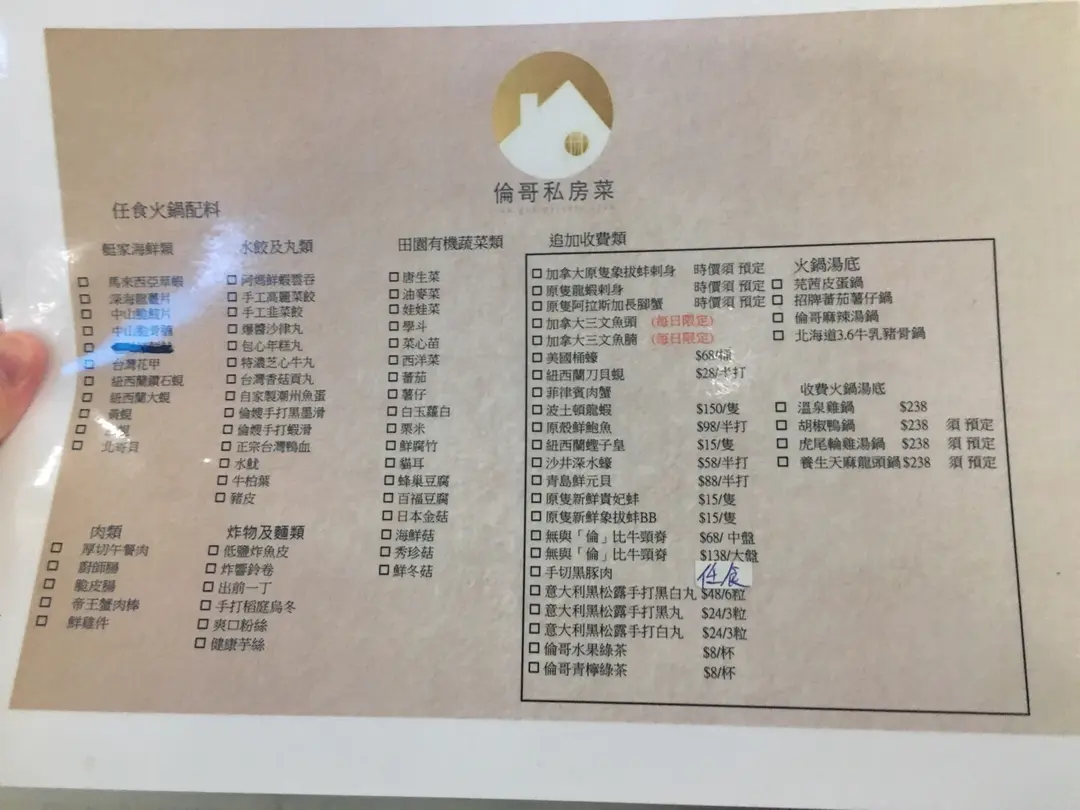 倫哥私房菜
任食火鍋配料
艇家海鮮類
馬來西亞草蝦
深海龍躉片
中山脆鯇片
中山脆骨腩
台灣花甲
紐西蘭鑽石蜆
紐西蘭大蜆
黃蜆
北寄貝
水餃及丸類
阿媽鮮蝦雲吞
手工高麗菜餃
手工韭菜餃
爆醬沙律丸
包心年糕丸
特濃芝心牛丸
台灣香菇貢丸
自家製潮州魚蛋
倫嫂手打黑墨滑
倫嫂手打蝦滑
正宗台灣鴨血
水魷
牛柏葉
豬皮
田園有機蔬菜類
唐生菜
油麥菜
娃娃菜
學斗
菜心苗
西洋菜
蕃茄
薯仔
白玉蘿白
栗米
鮮腐竹
貓耳
蜂巢豆腐
百福豆腐
日本金菇
海鮮菇
秀珍菇
鮮冬菇
肉類
厚切午餐肉
廚師腸
脆皮腸
帝王蟹肉棒
鮮雞件
炸物及麵類
低鹽炸魚皮
炸響鈴卷
出前一丁
手打稻庭烏冬
爽口粉絲
健康芋絲
追加收費類
加拿大原隻象拔蚌刺身 時價須 預定
原隻龍蝦刺身 時價須 預定
原隻阿拉斯加長腳蟹 時價須 預定
加拿大三文魚頭 (每日限定)
加拿大三文魚腩 (每日限定)
美國桶蠔 $68/
紐西蘭刀貝蜆 $28/半打
菲律賓肉蟹
波士頓龍蝦 $150/隻
原殼鮮鮑魚 $98/半打
紐西蘭螳子皇 $15/隻
沙井深水蠔 $58/半打
青島鮮元貝 $88/半打
原隻新鮮貴妃蚌 $15/隻
原隻新鮮象拔蚌BB $15/隻
無與「倫」比牛頸脊 $68/ 中盤
無與「倫」比牛頸脊 $138/大盤
手切黑豚肉 任食
意大利黑松露手打黑白丸 $48/6粒
意大利黑松露手打黑丸 $24/3粒
意大利黑松露手打白丸 $24/3粒
倫哥水果綠茶 $8/杯
倫哥青檸綠茶 $8/杯
火鍋湯底
芫茜皮蛋鍋
招牌蕃茄薯仔鍋
倫哥麻辣湯鍋
北海道3.6牛乳豬骨鍋
收費火鍋湯底
溫泉雞鍋 $238
胡椒鴨鍋 $238 須 預定
虎尾輪雞湯鍋 $238 須 預定
養生天麻龍頭鍋 $238 須 預定